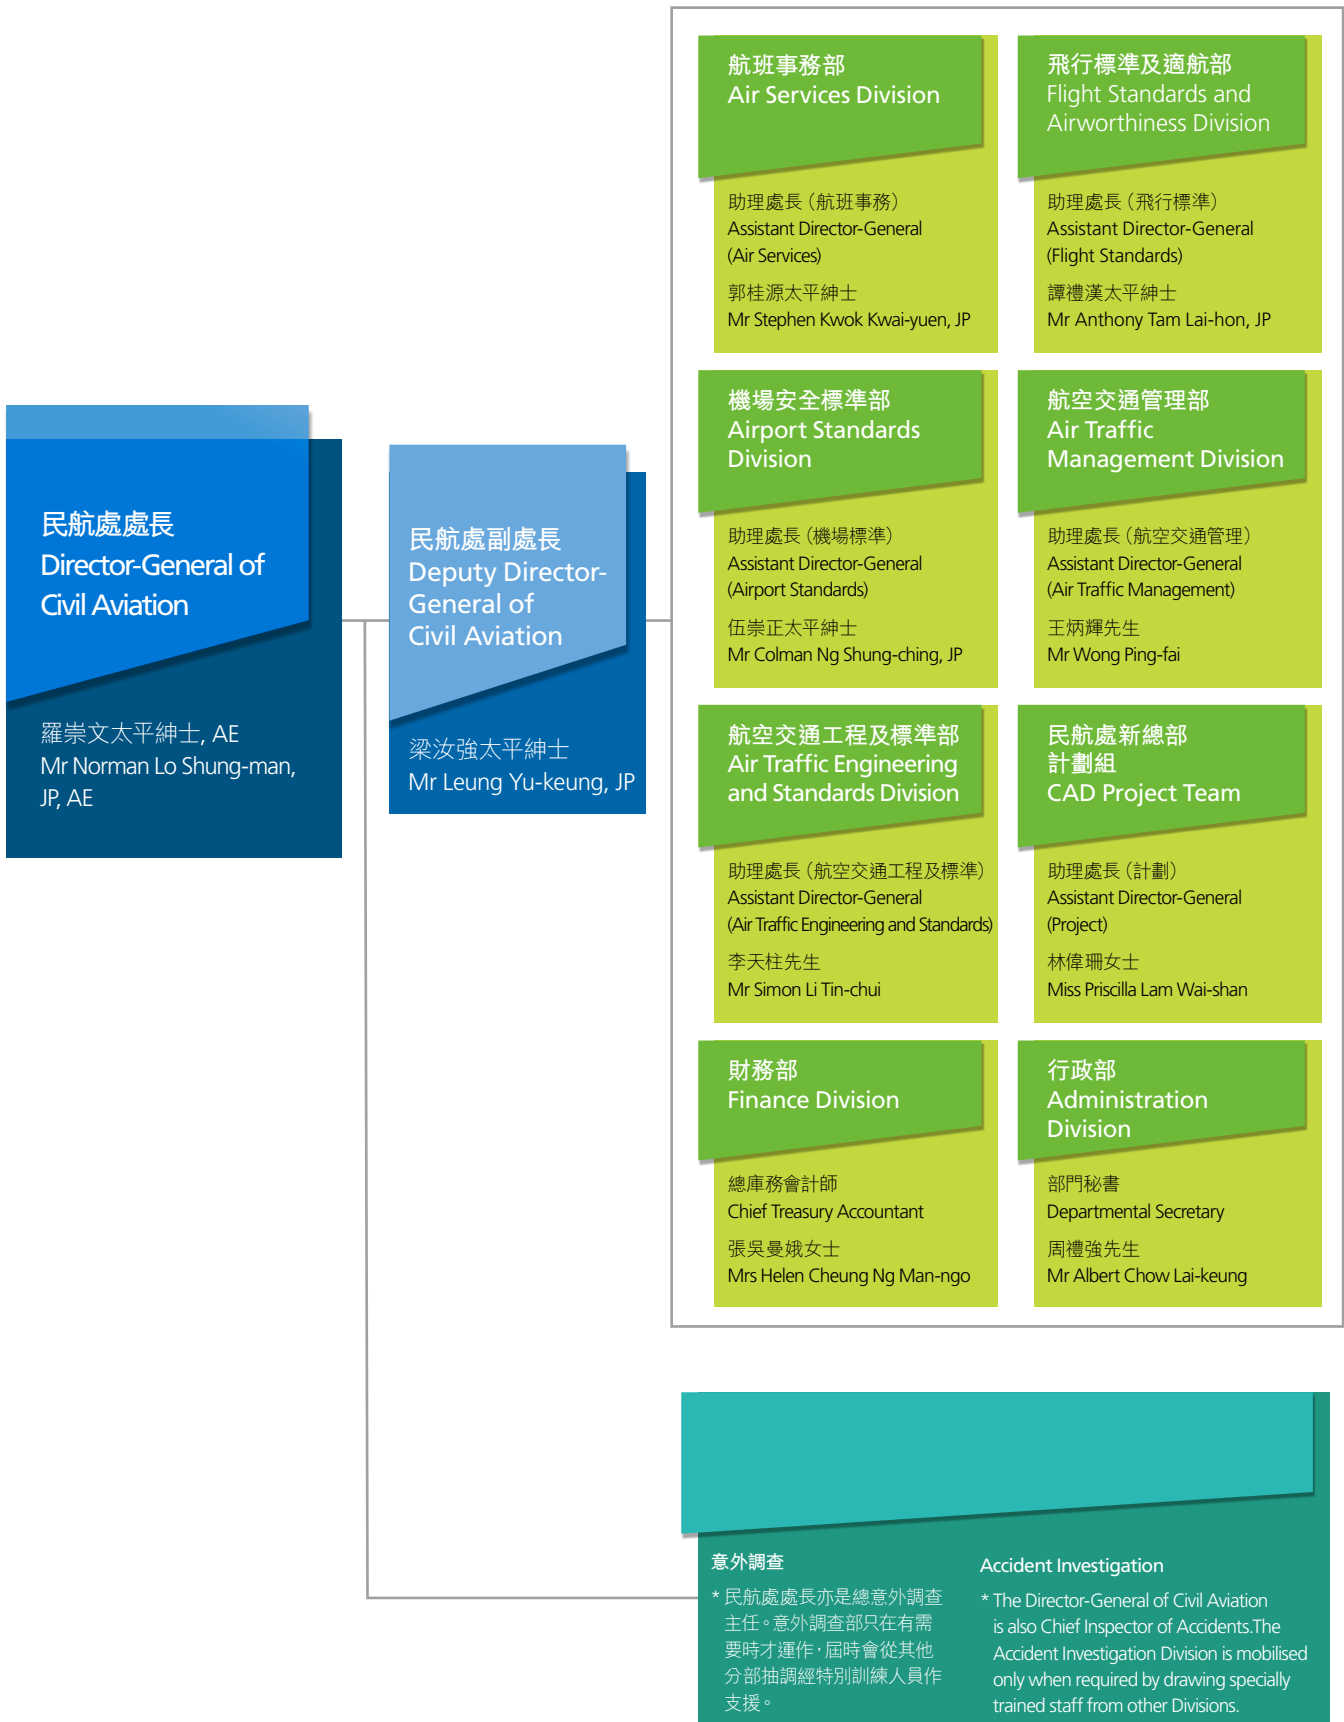 民航處處長
Director-General of
Civil Aviation
羅崇文太平紳士, AE
Mr Norman Lo Shung-man,
JP, AE
民航處副處長
Deputy Director-
General of
Civil Aviation
梁汝強太平紳士
Mr Leung Yu-keung, JP
航班事務部
Air Services Division
助理處長（航班事務）
Assistant Director-General
(Air Services)
郭桂源太平紳士
Mr Stephen Kwok Kwai-yuen, JP
飛行標準及適航部
Flight Standards and
Airworthiness Division
助理處長（飛行標準）
Assistant Director-General
(Flight Standards)
譚禮漢太平紳士
Mr Anthony Tam Lai-hon, JP
機場安全標準部
Airport Standards
Division
助理處長（機場標準）
Assistant Director-General
(Airport Standards)
伍崇正太平紳士
Mr Colman Ng Shung-ching, JP
航空交通管理部
Air Traffic
Management Division
助理處長（航空交通管理）
Assistant Director-General
(Air Traffic Management)
王炳輝先生
Mr Wong Ping-fai
航空交通工程及標準部
Air Traffic Engineering
and Standards Division
助理處長（航空交通工程及標準）
Assistant Director-General
(Air Traffic Engineering and Standards)
李天柱先生
Mr Simon Li Tin-chui
民航處新總部
計劃組
CAD Project Team
助理處長（計劃）
Assistant Director-General
(Project)
林偉珊女士
Miss Priscilla Lam Wai-shan
財務部
Finance Division
總庫務會計師
Chief Treasury Accountant
張吳曼娥女士
Mrs Helen Cheung Ng Man-ngo
行政部
Administration
Division
部門秘書
Departmental Secretary
周禮強先生
Mr Albert Chow Lai-keung
意外調查
* 民航處處長亦是總意外調查
主任。意外調查部只在有需
要時才運作，屆時會從其他
分部抽調經特別訓練人員作
支援。
Accident Investigation
* The Director-General of Civil Aviation
is also Chief Inspector of Accidents.The
Accident Investigation Division is mobilised
only when required by drawing specially
trained staff from other Divisions.